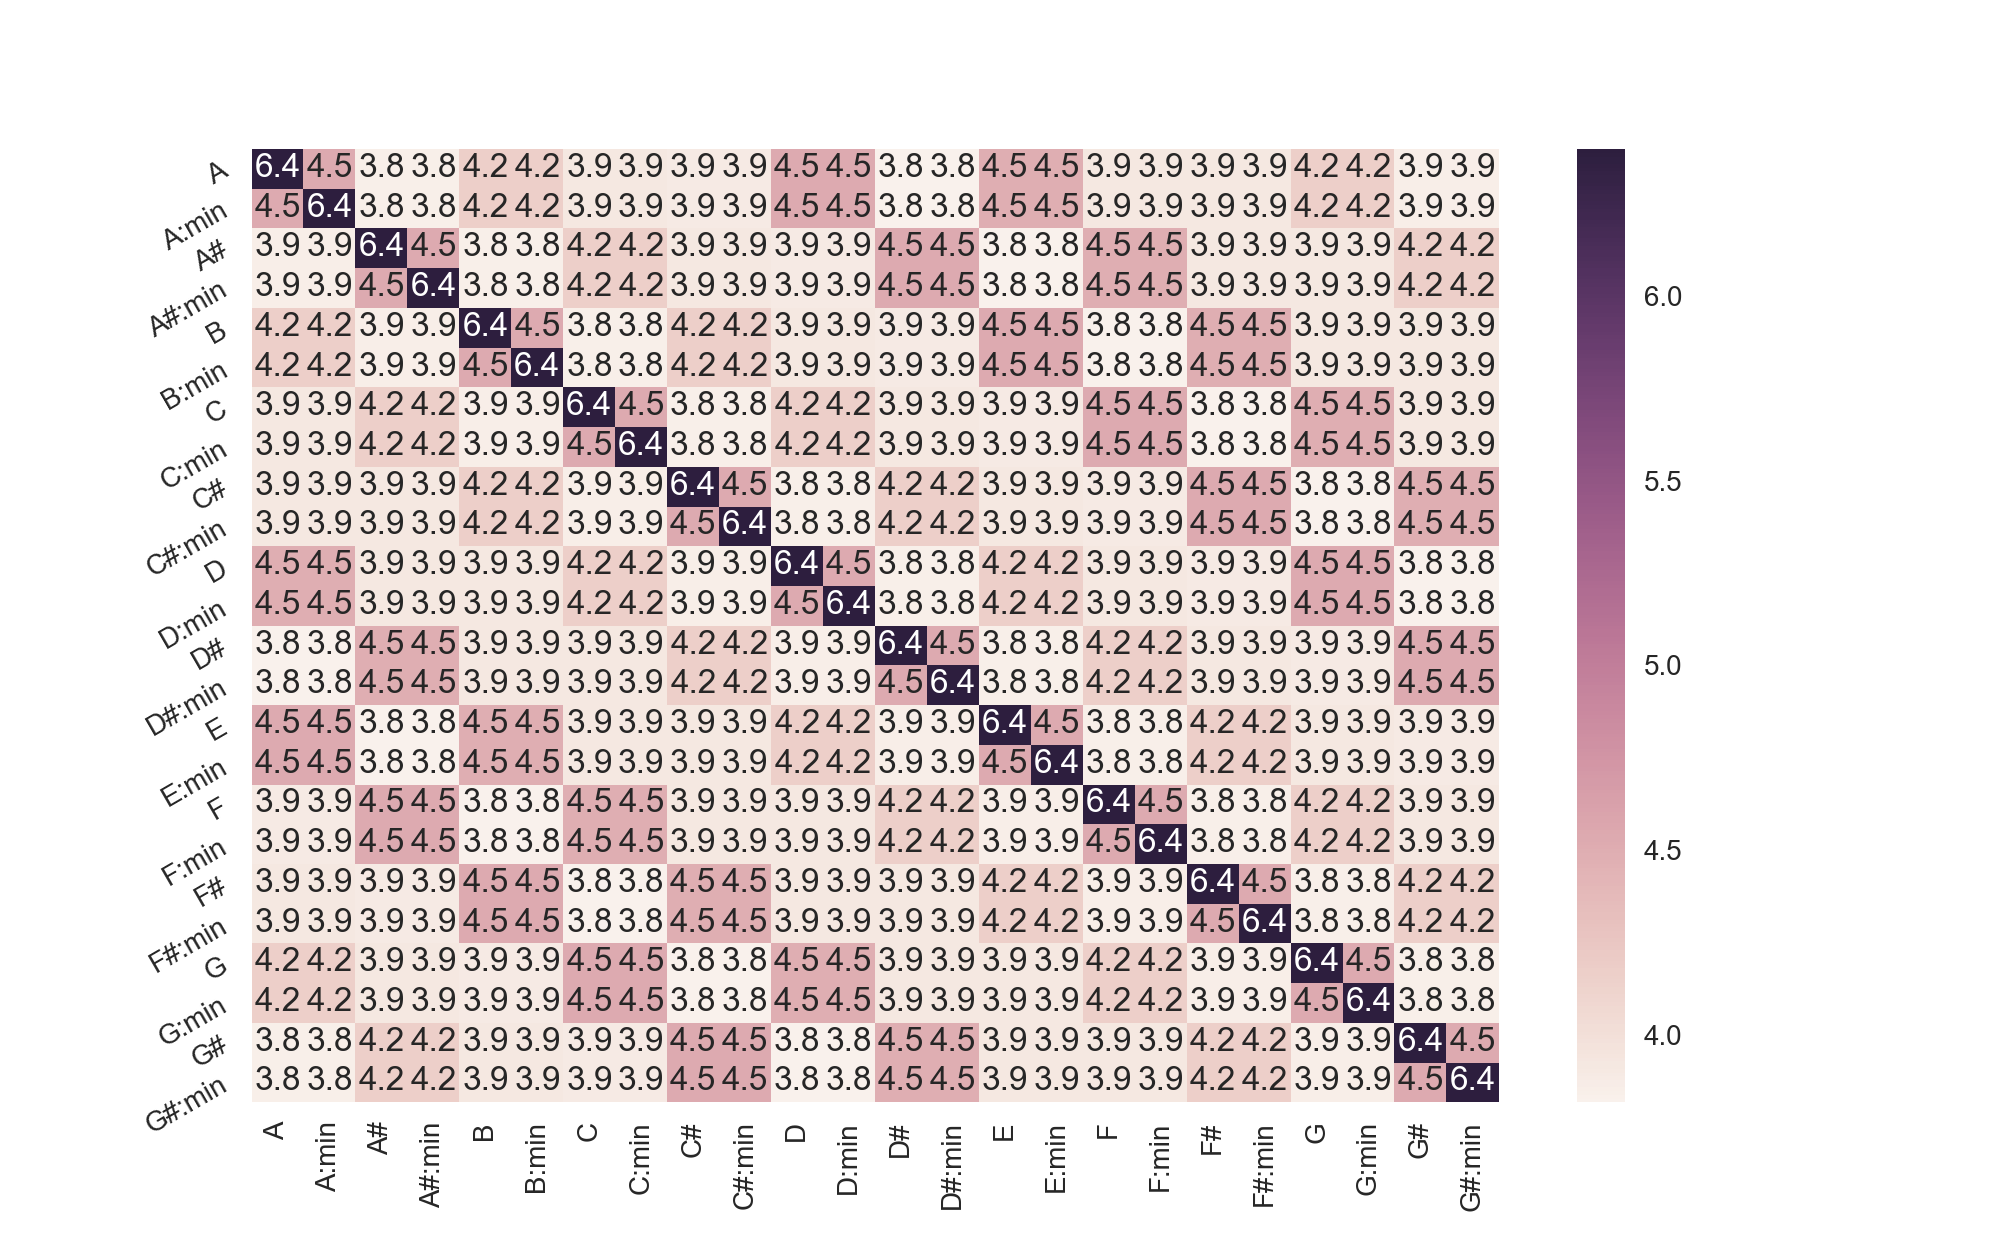 A 6.4 4.5 3.8 3.8 4.2 4.2 3.9 3.9 3.9 3.9 4.5 4.5 3.8 3.8 4.5 4.5 3.9 3.9 3.9 3.9 4.2 4.2 3.9 3.9
A:min 4.5 6.4 3.8 3.8 4.2 4.2 3.9 3.9 3.9 3.9 4.5 4.5 3.8 3.8 4.5 4.5 3.9 3.9 3.9 3.9 4.2 4.2 3.9 3.9
A# 3.9 3.9 6.4 4.5 3.8 3.8 4.2 4.2 3.9 3.9 3.9 3.9 4.5 4.5 3.8 3.8 4.5 4.5 3.9 3.9 3.9 3.9 4.2 4.2
A#:min 3.9 3.9 4.5 6.4 3.8 3.8 4.2 4.2 3.9 3.9 3.9 3.9 4.5 4.5 3.8 3.8 4.5 4.5 3.9 3.9 3.9 3.9 4.2 4.2
B 4.2 4.2 3.9 3.9 6.4 4.5 3.8 3.8 4.2 4.2 3.9 3.9 3.9 3.9 4.5 4.5 3.8 3.8 4.5 4.5 3.9 3.9 3.9 3.9
B:min 4.2 4.2 3.9 3.9 4.5 6.4 3.8 3.8 4.2 4.2 3.9 3.9 3.9 3.9 4.5 4.5 3.8 3.8 4.5 4.5 3.9 3.9 3.9 3.9
C 3.9 3.9 4.2 4.2 3.9 3.9 6.4 4.5 3.8 3.8 4.2 4.2 3.9 3.9 3.9 3.9 4.5 4.5 3.8 3.8 4.5 4.5 3.9 3.9
C:min 3.9 3.9 4.2 4.2 3.9 3.9 4.5 6.4 3.8 3.8 4.2 4.2 3.9 3.9 3.9 3.9 4.5 4.5 3.8 3.8 4.5 4.5 3.9 3.9
C# 3.9 3.9 3.9 3.9 4.2 4.2 3.9 3.9 6.4 4.5 3.8 3.8 4.2 4.2 3.9 3.9 3.9 3.9 4.5 4.5 3.8 3.8 4.5 4.5
C#:min 3.9 3.9 3.9 3.9 4.2 4.2 3.9 3.9 4.5 6.4 3.8 3.8 4.2 4.2 3.9 3.9 3.9 3.9 4.5 4.5 3.8 3.8 4.5 4.5
D 4.5 4.5 3.9 3.9 3.9 3.9 4.2 4.2 3.9 3.9 6.4 4.5 3.8 3.8 4.2 4.2 3.9 3.9 3.9 3.9 4.5 4.5 3.8 3.8
D:min 4.5 4.5 3.9 3.9 3.9 3.9 4.2 4.2 3.9 3.9 4.5 6.4 3.8 3.8 4.2 4.2 3.9 3.9 3.9 3.9 4.5 4.5 3.8 3.8
D# 3.8 3.8 4.5 4.5 3.9 3.9 3.9 3.9 4.2 4.2 3.9 3.9 6.4 4.5 3.8 3.8 4.2 4.2 3.9 3.9 3.9 3.9 4.5 4.5
D#:min 3.8 3.8 4.5 4.5 3.9 3.9 3.9 3.9 4.2 4.2 3.9 3.9 4.5 6.4 3.8 3.8 4.2 4.2 3.9 3.9 3.9 3.9 4.5 4.5
E 4.5 4.5 3.8 3.8 4.5 4.5 3.9 3.9 3.9 3.9 4.2 4.2 3.9 3.9 6.4 4.5 3.8 3.8 4.2 4.2 3.9 3.9 3.9 3.9
E:min 4.5 4.5 3.8 3.8 4.5 4.5 3.9 3.9 3.9 3.9 4.2 4.2 3.9 3.9 4.5 6.4 3.8 3.8 4.2 4.2 3.9 3.9 3.9 3.9
F 3.9 3.9 4.5 4.5 3.8 3.8 4.5 4.5 3.9 3.9 3.9 3.9 4.2 4.2 3.9 3.9 6.4 4.5 3.8 3.8 4.2 4.2 3.9 3.9
F:min 3.9 3.9 4.5 4.5 3.8 3.8 4.5 4.5 3.9 3.9 3.9 3.9 4.2 4.2 3.9 3.9 4.5 6.4 3.8 3.8 4.2 4.2 3.9 3.9
F# 3.9 3.9 3.9 3.9 4.5 4.5 3.8 3.8 4.5 4.5 3.9 3.9 3.9 3.9 4.2 4.2 3.9 3.9 6.4 4.5 3.8 3.8 4.2 4.2
F#:min 3.9 3.9 3.9 3.9 4.5 4.5 3.8 3.8 4.5 4.5 3.9 3.9 3.9 3.9 4.2 4.2 3.9 3.9 4.5 6.4 3.8 3.8 4.2 4.2
G 4.2 4.2 3.9 3.9 3.9 3.9 4.5 4.5 3.8 3.8 4.5 4.5 3.9 3.9 3.9 3.9 4.2 4.2 3.9 3.9 6.4 4.5 3.8 3.8
G:min 4.2 4.2 3.9 3.9 3.9 3.9 4.5 4.5 3.8 3.8 4.5 4.5 3.9 3.9 3.9 3.9 4.2 4.2 3.9 3.9 4.5 6.4 3.8 3.8
G# 3.8 3.8 4.2 4.2 3.9 3.9 3.9 3.9 4.5 4.5 3.8 3.8 4.5 4.5 3.9 3.9 3.9 3.9 4.2 4.2 3.9 3.9 6.4 4.5
G#:min 3.8 3.8 4.2 4.2 3.9 3.9 3.9 3.9 4.5 4.5 3.8 3.8 4.5 4.5 3.9 3.9 3.9 3.9 4.2 4.2 3.9 3.9 4.5 6.4
A A:min A# A#:min B B:min C C:min C# C#:min D D:min D# D#:min E E:min F F:min F# F#:min G G:min G# G#:min
6.0
5.5
5.0
4.5
4.0